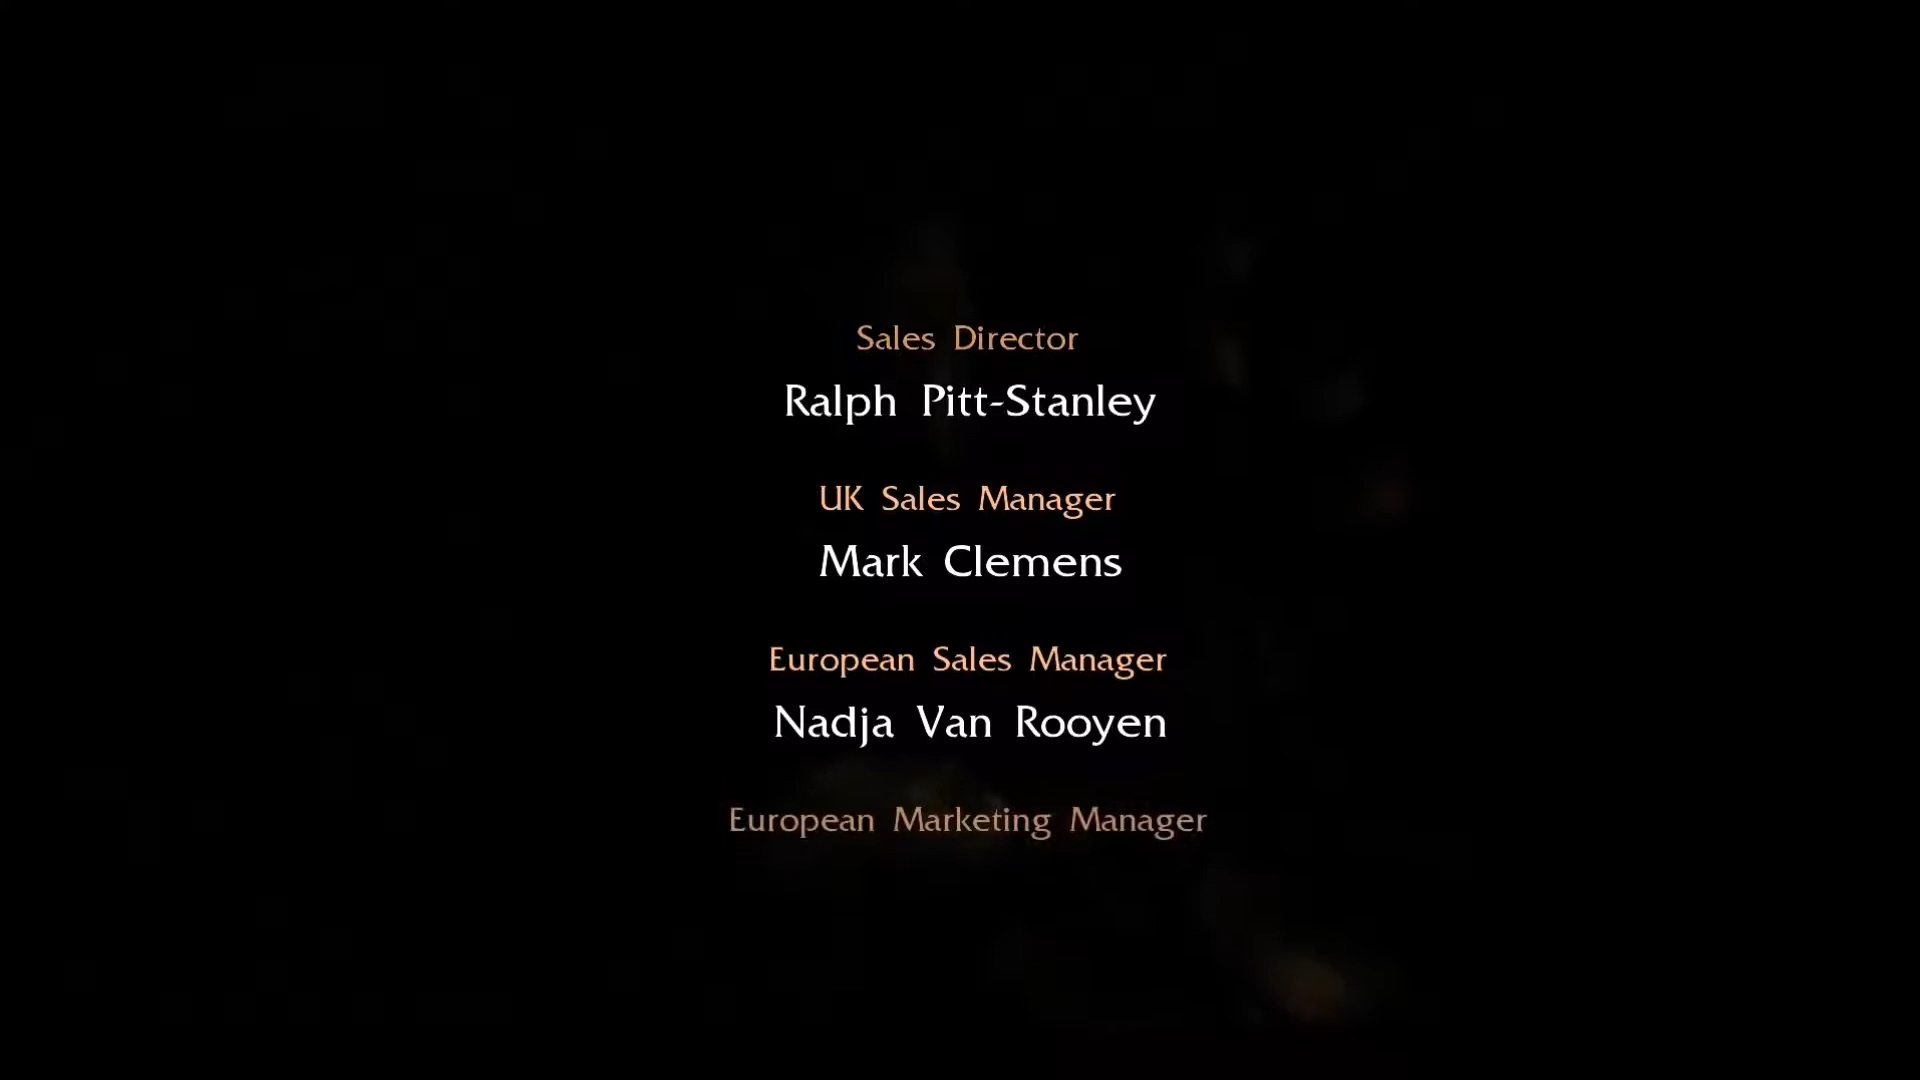 Sales Director
Ralph Pitt-Stanley
UK Sales Manager
Mark Clemens
European Sales Manager
Nadja Van Rooyen
European Marketing Manager